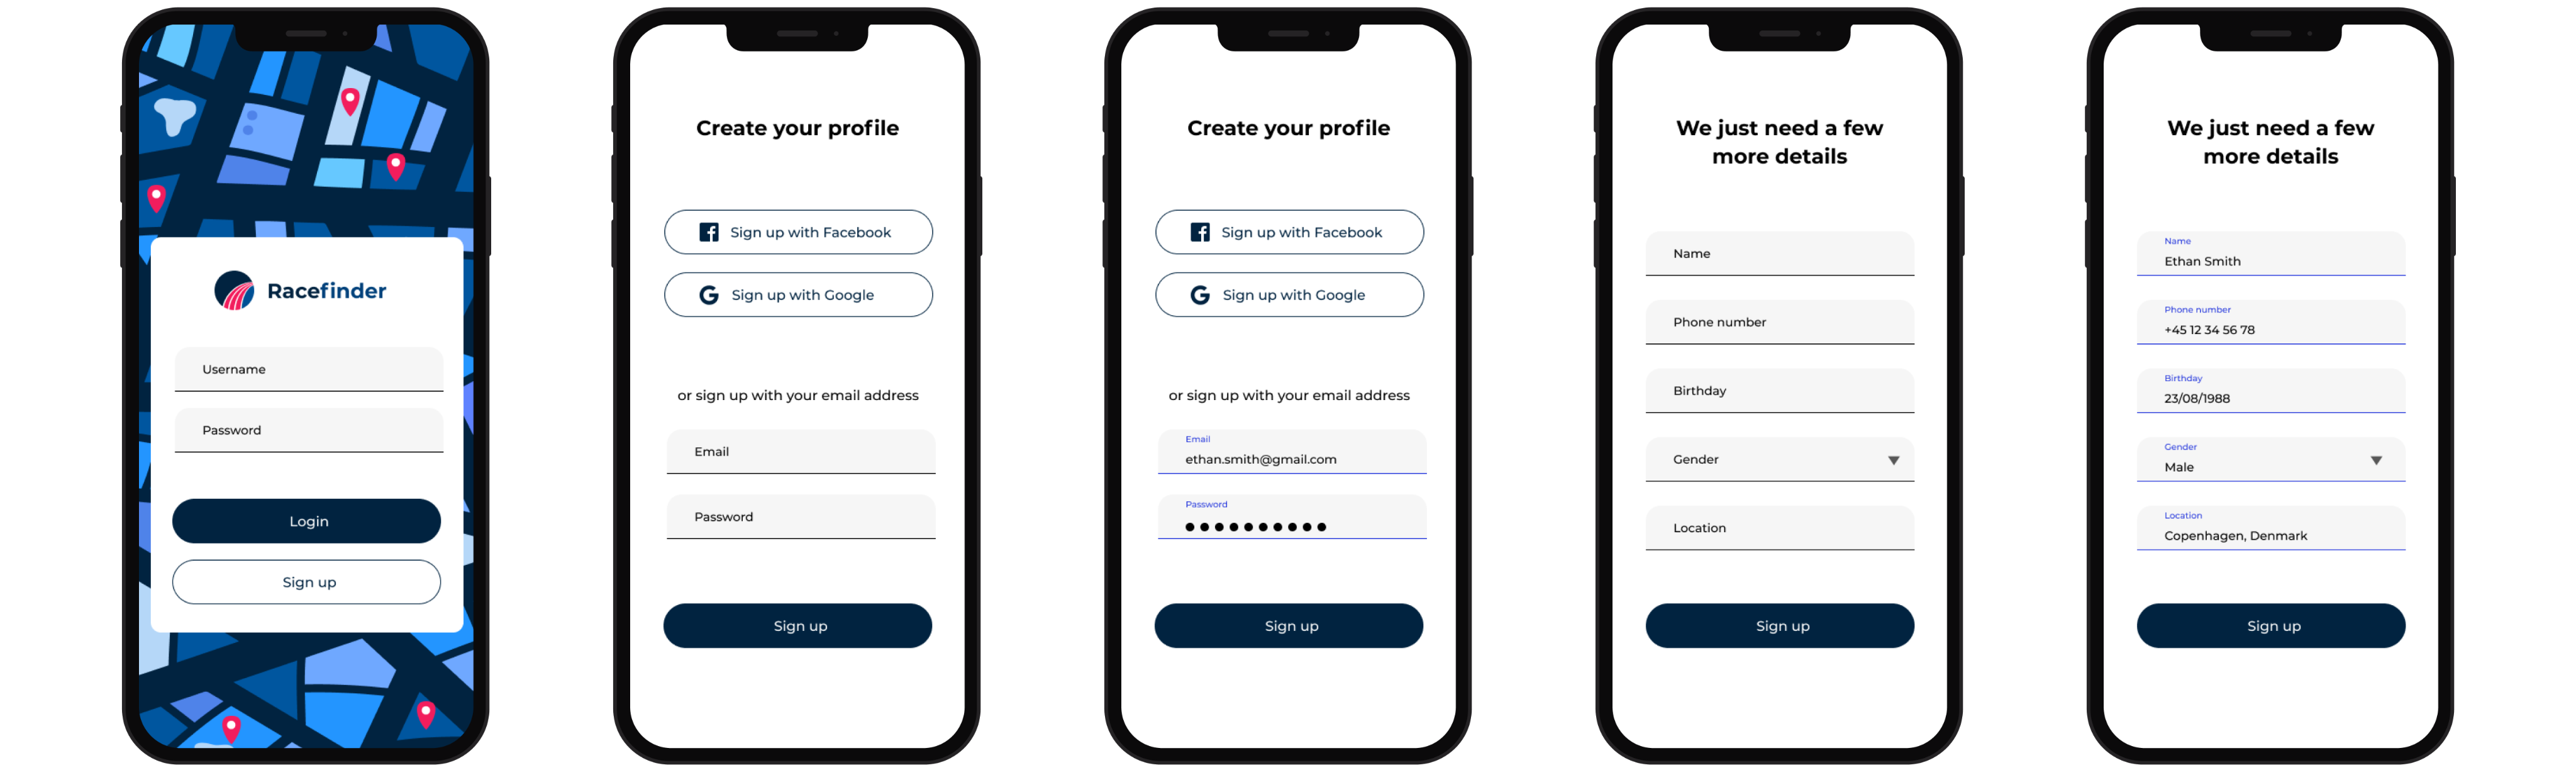 Racefinder
Username
Password
Login
Sign up
Create your profile
Sign up with Facebook
Sign up with Google
or sign up with your email address
Email
Password
Sign up
Create your profile
Sign up with Facebook
Sign up with Google
or sign up with your email address
Email
ethan.smith@gmail.com
Password
Sign up
We just need a few
more details
Name
Phone number
Birthday
Gender
Location
Sign up
We just need a few
more details
Name
Ethan Smith
Phone number
+45 12 34 56 78
Birthday
23/08/1988
Gender
Male
Location
Copenhagen, Denmark
Sign up